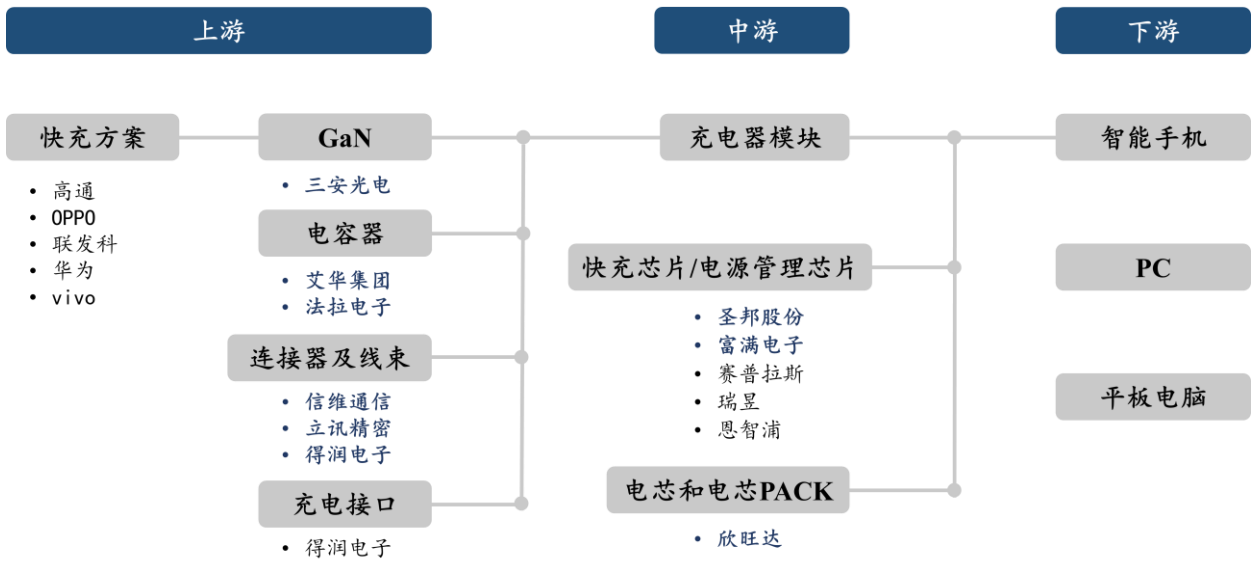 上游
快充方案
• 高通
• OPPO
• 联发科
• 华为
• vivo
GaN
• 三安光电
电容器
• 艾华集团
• 法拉电子
连接器及线束
• 信维通信
• 立讯精密
• 得润电子
充电接口
• 得润电子
中游
充电器模块
快充芯片/电源管理芯片
• 圣邦股份
• 富满电子
• 赛普拉斯
• 瑞昱
• 恩智浦
电芯和电芯PACK
• 欣旺达
下游
智能手机
PC
平板电脑